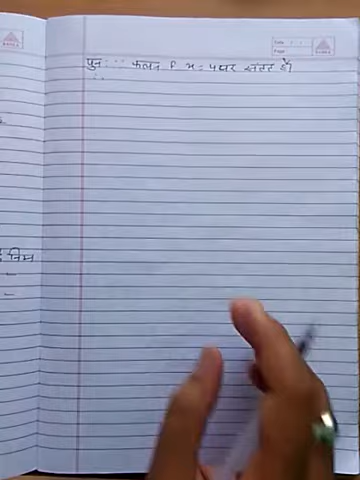 पुनः ∵ फलन f x = 4 पर सतत है।
∴